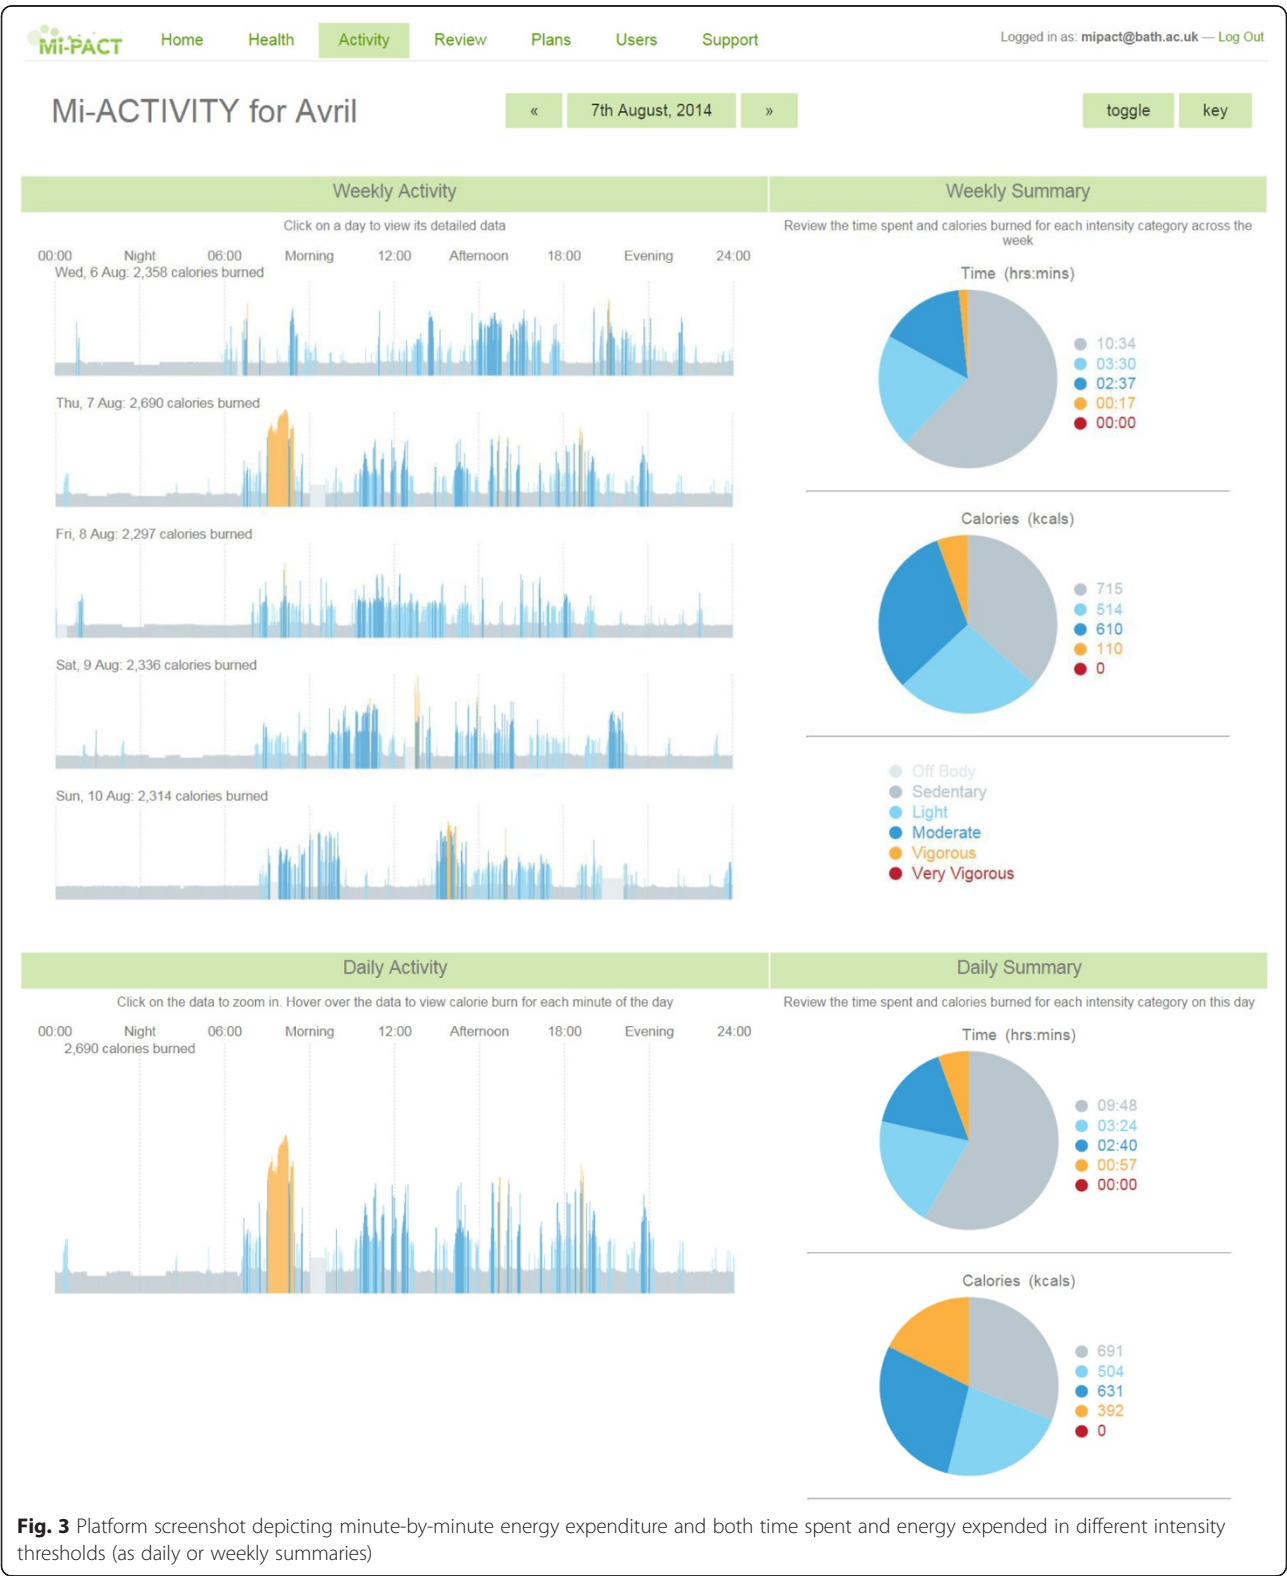 Mi-PACT Home Health Activity Review Plans Users Support Logged in as: mipact@bath.ac.uk — Log Out
Mi-ACTIVITY for Avril « 7th August, 2014 » toggle key
Weekly Activity
Click on a day to view its detailed data
00:00 Night 06:00 Morning 12:00 Afternoon 18:00 Evening 24:00
Wed, 6 Aug: 2,358 calories burned
Thu, 7 Aug: 2,690 calories burned
Fri, 8 Aug: 2,297 calories burned
Sat, 9 Aug: 2,336 calories burned
Sun, 10 Aug: 2,314 calories burned
Weekly Summary
Review the time spent and calories burned for each intensity category across the
week
Time (hrs:mins)
10:34
03:30
02:37
00:17
00:00
Calories (kcals)
715
514
610
110
0
Off Body
Sedentary
Light
Moderate
Vigorous
Very Vigorous
Daily Activity
Click on the data to zoom in. Hover over the data to view calorie burn for each minute of the day
00:00 Night 06:00 Morning 12:00 Afternoon 18:00 Evening 24:00
2,690 calories burned
Daily Summary
Review the time spent and calories burned for each intensity category on this day
Time (hrs:mins)
09:48
03:24
02:40
00:57
00:00
Calories (kcals)
691
504
631
392
0
Fig. 3 Platform screenshot depicting minute-by-minute energy expenditure and both time spent and energy expended in different intensity
thresholds (as daily or weekly summaries)